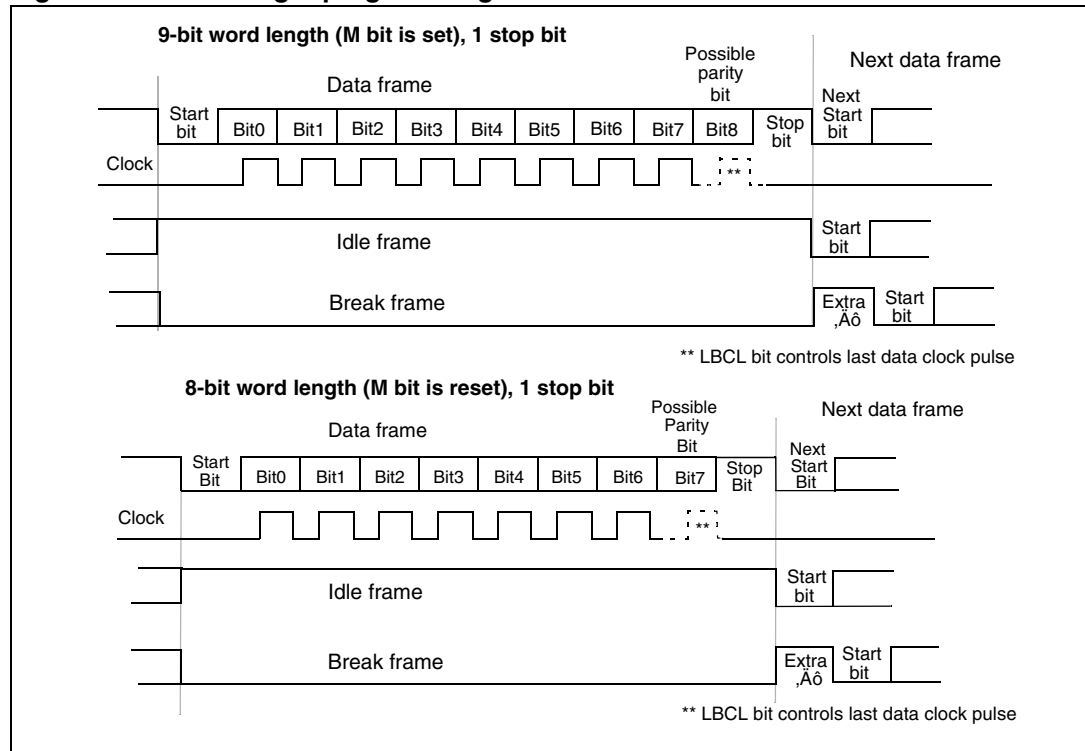 9-bit word length (M bit is set), 1 stop bit
Possible
parity
bit
Next data frame
Data frame
Next
Start
bit
Start
bit
Bit0 Bit1 Bit2 Bit3 Bit4 Bit5 Bit6 Bit7 Bit8
Stop
bit
Clock
**
Idle frame
Start
bit
Break frame
Extra
‚Äô
Start
bit
** LBCL bit controls last data clock pulse
8-bit word length (M bit is reset), 1 stop bit
Possible
Parity
Bit
Next data frame
Data frame
Next
Start
Bit
Start
Bit
Bit0 Bit1 Bit2 Bit3 Bit4 Bit5 Bit6 Bit7
Stop
Bit
Clock
**
Idle frame
Start
bit
Break frame
Extra
‚Äô
Start
bit
** LBCL bit controls last data clock pulse